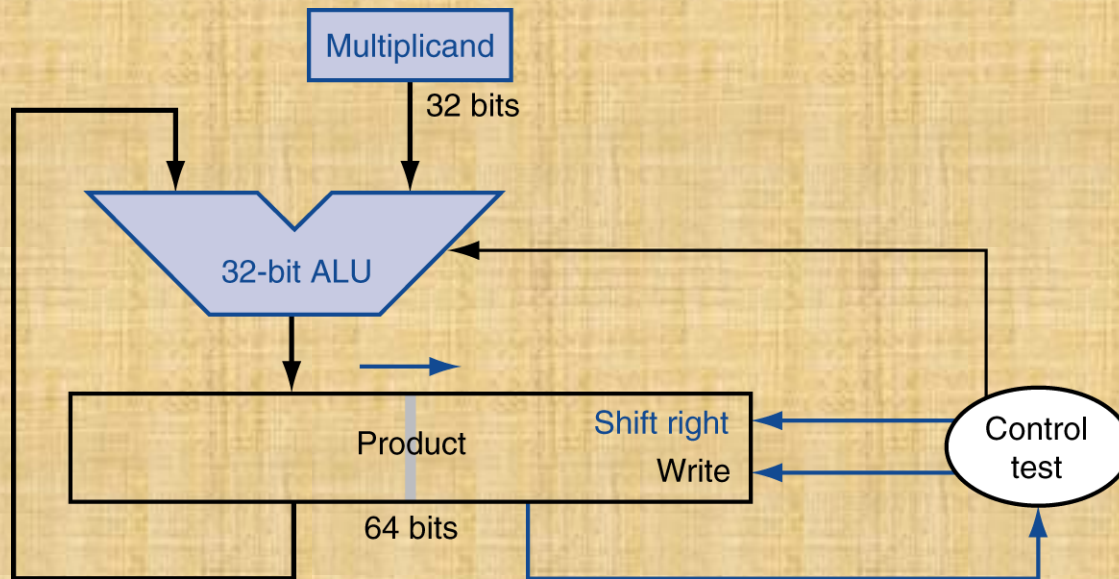 Multiplicand
32 bits
32-bit ALU
Product
Shift right
Write
64 bits
Control
test